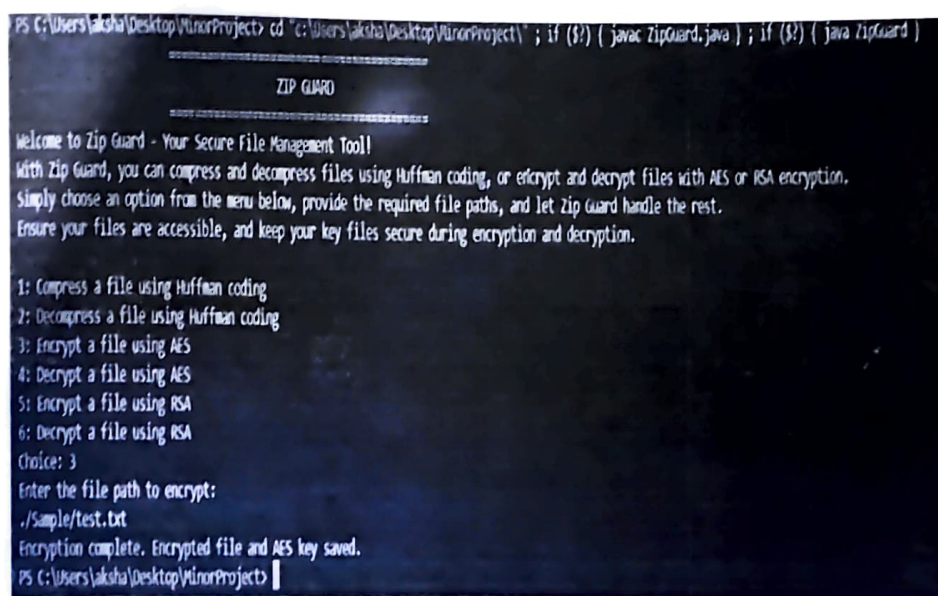 PS C:\Users\aksha\Desktop\MinorProject> cd "c:\Users\aksha\Desktop\MinorProject\" ; if ($?) { javac ZipGuard.java } ; if ($?) { java ZipGuard }
==========================================
ZIP GUARD
==========================================
Welcome to Zip Guard - Your Secure File Management Tool!
With Zip Guard, you can compress and decompress files using Huffman coding, or encrypt and decrypt files with AES or RSA encryption.
Simply choose an option from the menu below, provide the required file paths, and let Zip Guard handle the rest.
Ensure your files are accessible, and keep your key files secure during encryption and decryption.
1: Compress a file using Huffman coding
2: Decompress a file using Huffman coding
3: Encrypt a file using AES
4: Decrypt a file using AES
5: Encrypt a file using RSA
6: Decrypt a file using RSA
Choice: 3
Enter the file path to encrypt:
./Sample/test.txt
Encryption complete. Encrypted file and AES key saved.
PS C:\Users\aksha\Desktop\MinorProject>